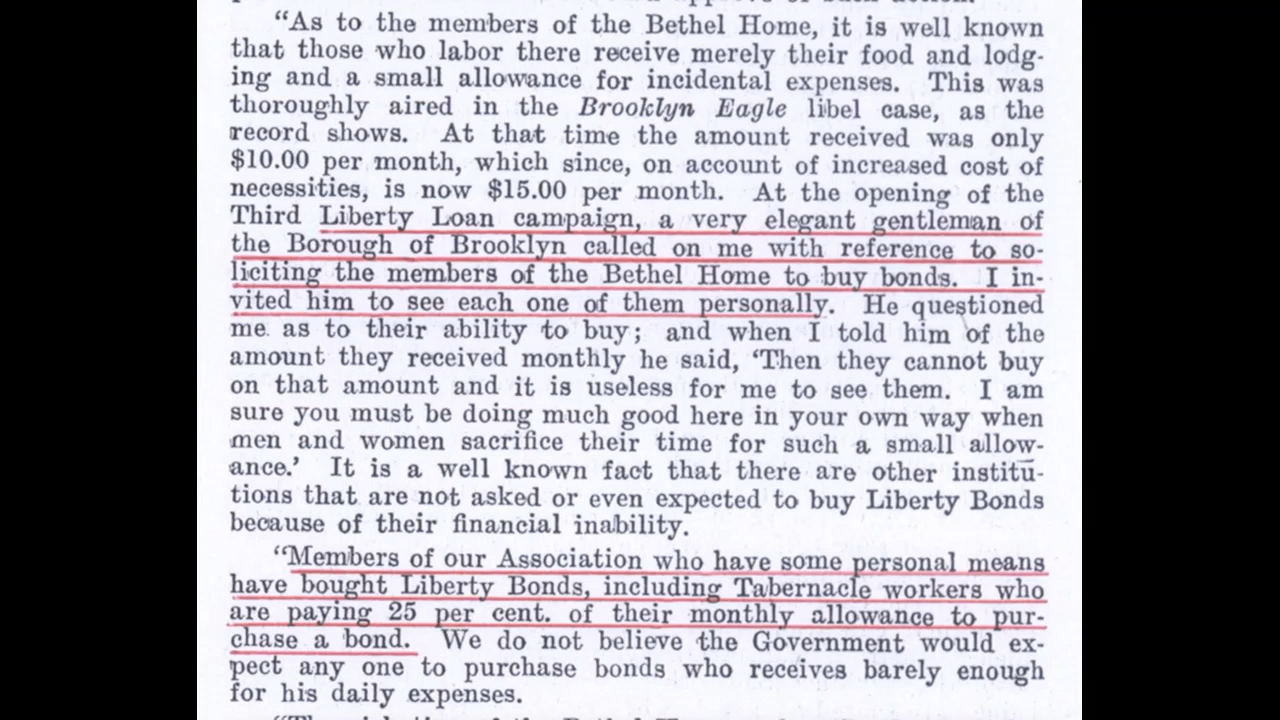 “As to the members of the Bethel Home, it is well known
that those who labor there receive merely their food and lodg-
ing and a small allowance for incidental expenses. This was
thoroughly aired in the Brooklyn Eagle libel case, as the
record shows. At that time the amount received was only
$10.00 per month, which since, on account of increased cost of
necessities, is now $15.00 per month. At the opening of the
Third Liberty Loan campaign, a very elegant gentleman of
the Borough of Brooklyn called on me with reference to so-
liciting the members of the Bethel Home to buy bonds. I in-
vited him to see each one of them personally. He questioned
me as to their ability to buy; and when I told him of the
amount they received monthly he said, ‘Then they cannot buy
on that amount and it is useless for me to see them. I am
sure you must be doing much good here in your own way when
men and women sacrifice their time for such a small allow-
ance.’ It is a well known fact that there are other institu-
tions that are not asked or even expected to buy Liberty Bonds
because of their financial inability.
“Members of our Association who have some personal means
have bought Liberty Bonds, including Tabernacle workers who
are paying 25 per cent. of their monthly allowance to pur-
chase a bond. We do not believe the Government would ex-
pect any one to purchase bonds who receives barely enough
for his daily expenses.